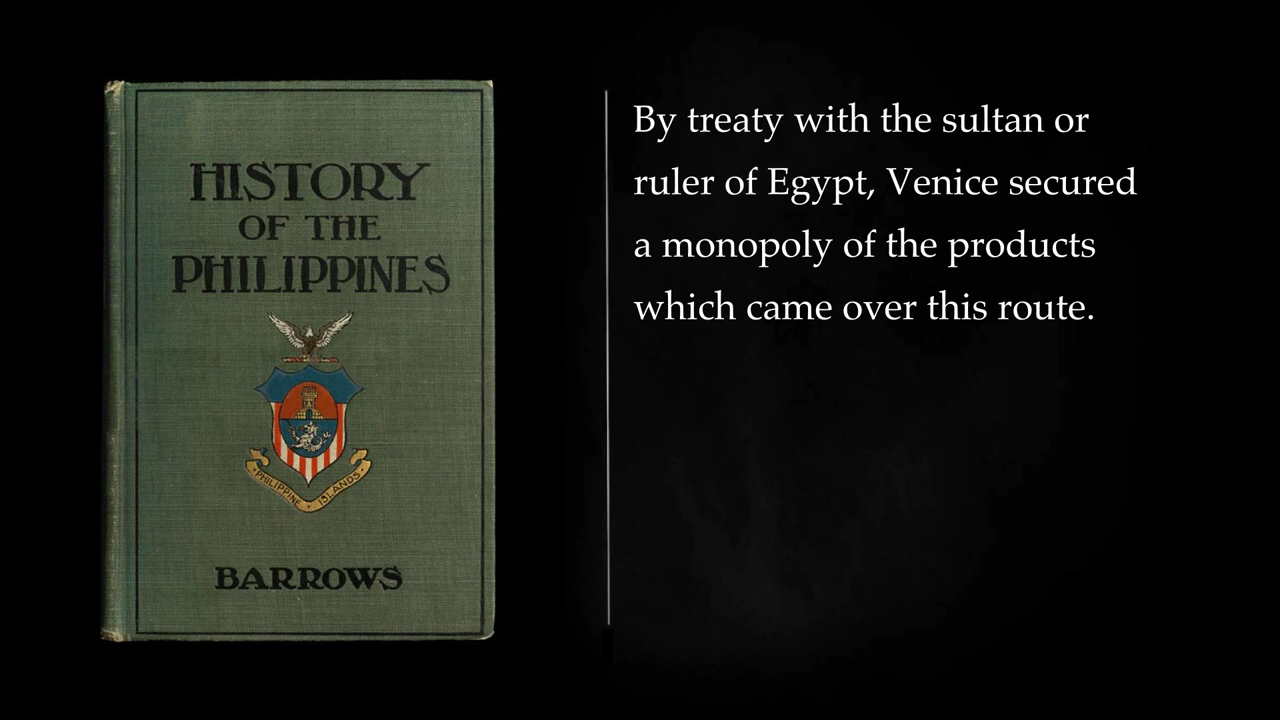 HISTORY
OF THE
PHILIPPINES
PHILIPPINE ISLANDS
BARROWS
By treaty with the sultan or
ruler of Egypt, Venice secured
a monopoly of the products
which came over this route.